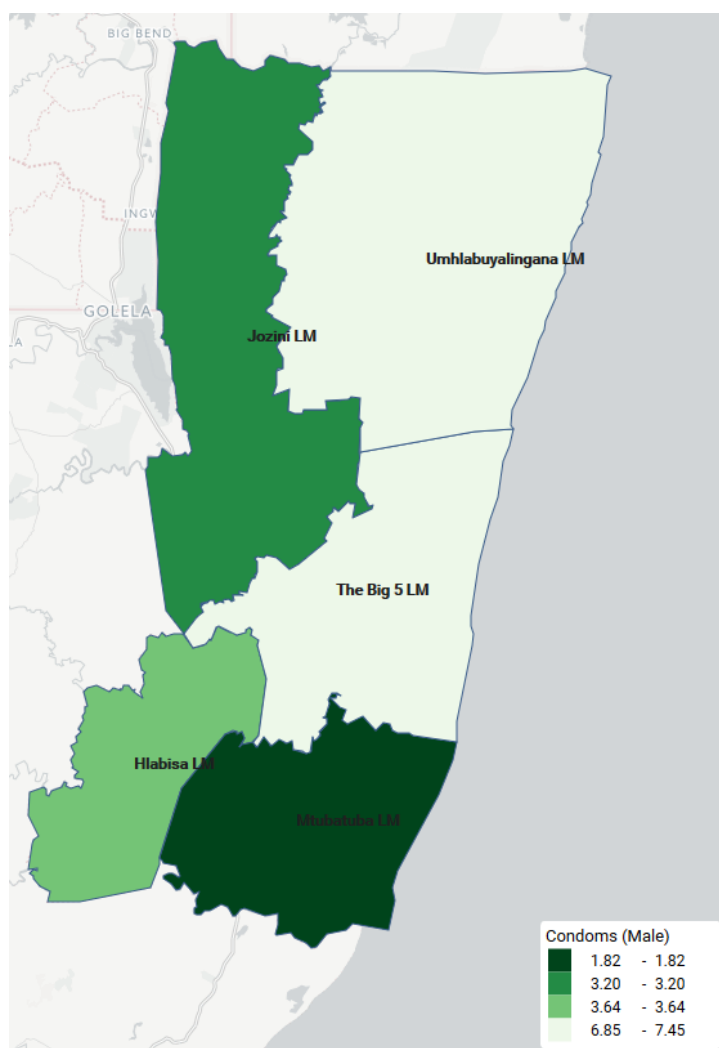 BIG BEND
INGW
Umhlabuyalingana LM
GOLELA
Jozini LM
LA
The Big 5 LM
Hlabisa LM
Mtubatuba LM
Condoms (Male)
1.82 - 1.82
3.20 - 3.20
3.64 - 3.64
6.85 - 7.45